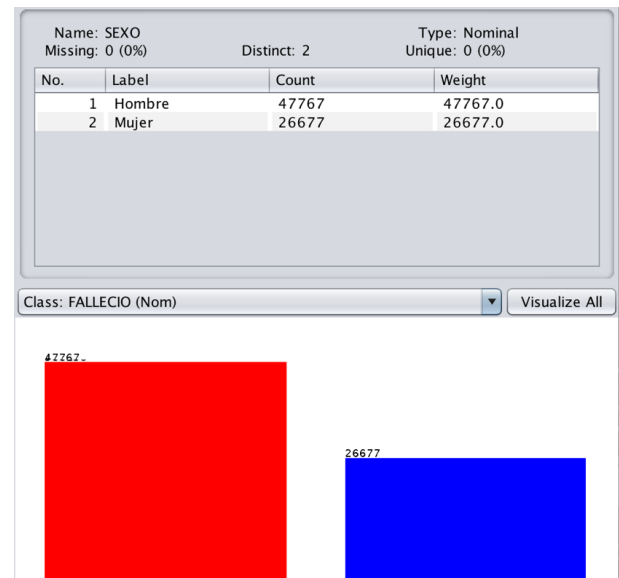 Name: SEXO Type: Nominal
Missing: 0 (0%) Distinct: 2 Unique: 0 (0%)
No. Label Count Weight
1 Hombre 47767 47767.0
2 Mujer 26677 26677.0
Class: FALLECIO (Nom) Visualize All
47767
26677